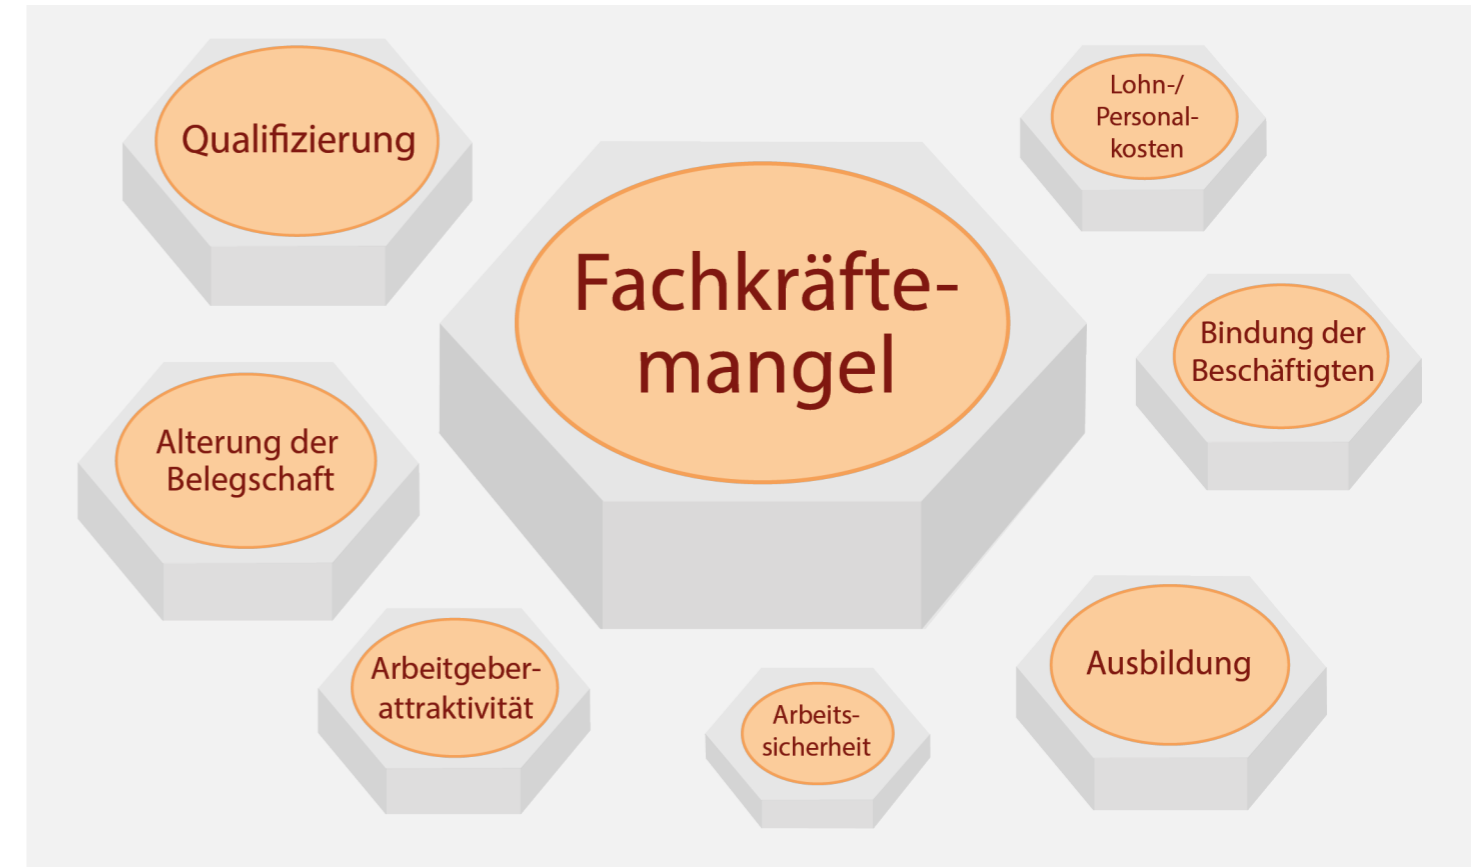 Qualifizierung
Lohn-/
Personal-
kosten
Fachkräfte-
mangel
Bindung der
Beschäftigten
Alterung der
Belegschaft
Arbeitgeber-
attraktivität
Arbeits-
sicherheit
Ausbildung